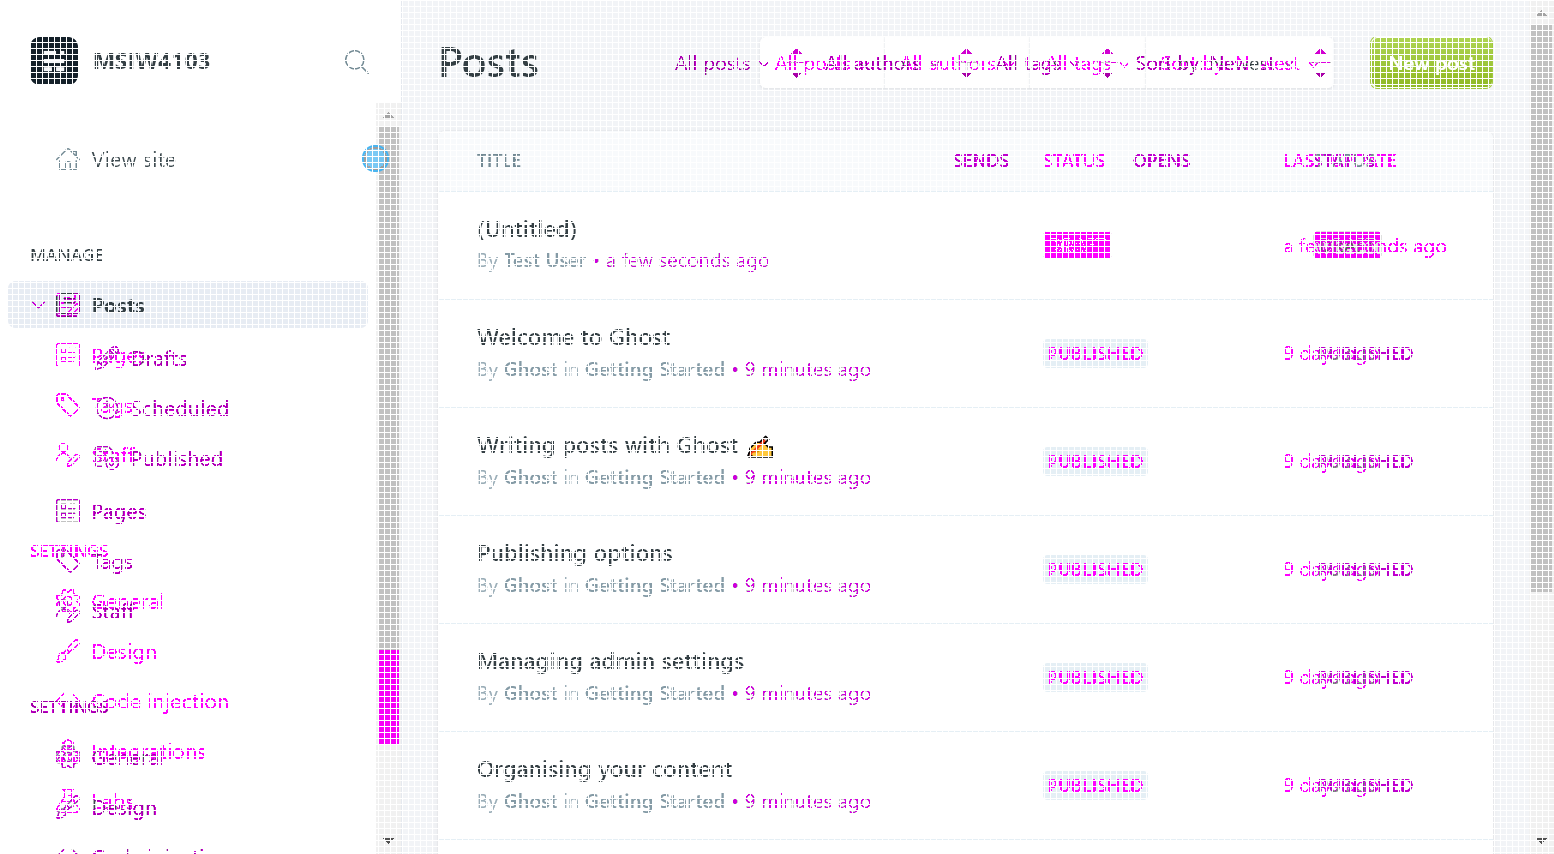 MSIW4103
Posts
All posts
All authors
All tags
Sort by: Newest
New post
View site
TITLE
SENDS
STATUS
OPENS
LAST UPDATE
MANAGE
(Untitled)
By Test User • a few seconds ago
a few seconds ago
Posts
Drafts
Scheduled
Published
Pages
Tags
Staff
Welcome to Ghost
By Ghost in Getting Started • 9 minutes ago
PUBLISHED
9 days ago
Writing posts with Ghost
By Ghost in Getting Started • 9 minutes ago
PUBLISHED
9 days ago
Publishing options
By Ghost in Getting Started • 9 minutes ago
PUBLISHED
9 days ago
Managing admin settings
By Ghost in Getting Started • 9 minutes ago
PUBLISHED
9 days ago
Organising your content
By Ghost in Getting Started • 9 minutes ago
PUBLISHED
9 days ago
SETTINGS
General
Design
Code injection
SETTINGS
Integrations
General
Labs
Design